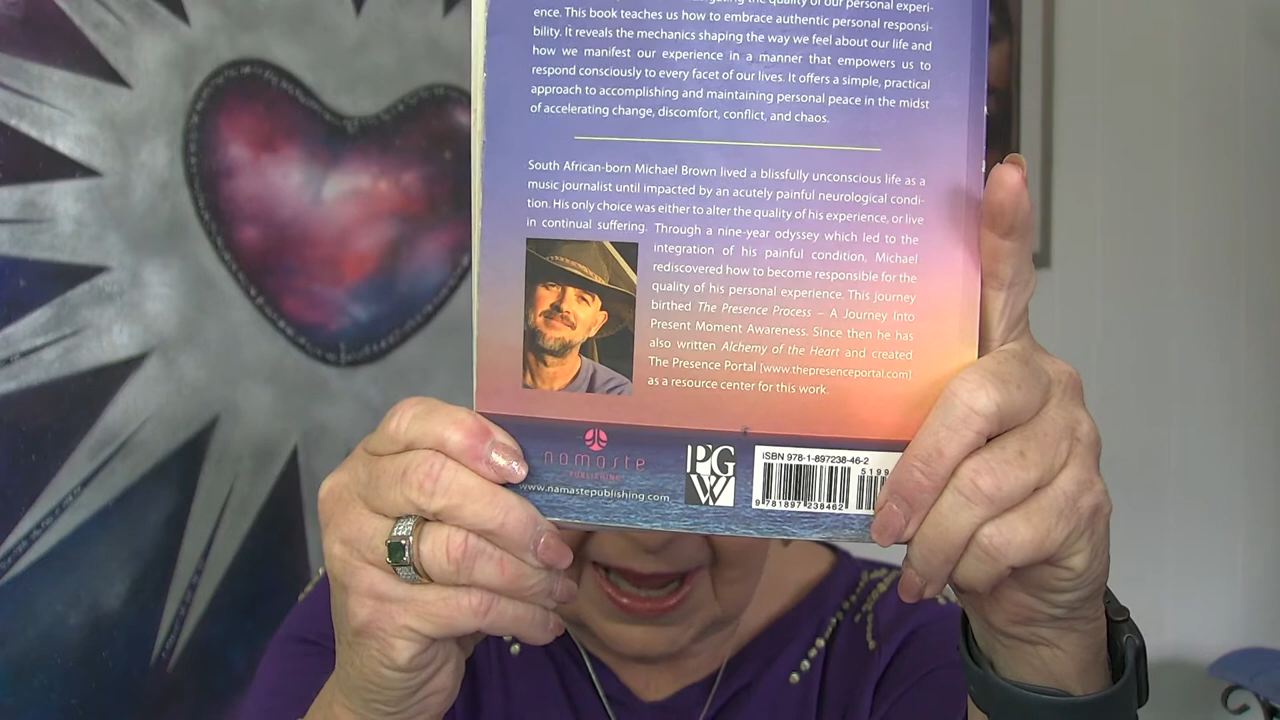 the quality of our personal experi-
ence. This book teaches us how to embrace authentic personal responsi-
bility. It reveals the mechanics shaping the way we feel about our life and
how we manifest our experience in a manner that empowers us to
respond consciously to every facet of our lives. It offers a simple, practical
approach to accomplishing and maintaining personal peace in the midst
of accelerating change, discomfort, conflict, and chaos.
South African-born Michael Brown lived a blissfully unconscious life as a
music journalist until impacted by an acutely painful neurological condi-
tion. His only choice was either to alter the quality of his experience, or live
in continual suffering. Through a nine-year odyssey which led to the
integration of his painful condition, Michael
rediscovered how to become responsible for the
quality of his personal experience. This journey
birthed The Presence Process – A Journey Into
Present Moment Awareness. Since then he has
also written Alchemy of the Heart and created
The Presence Portal [www.thepresenceportal.com]
as a resource center for this work.
namaste
PUBLISHING
www.namastepublishing.com
PGW
ISBN 978-1-897238-46-2
5199
9 781897 238462